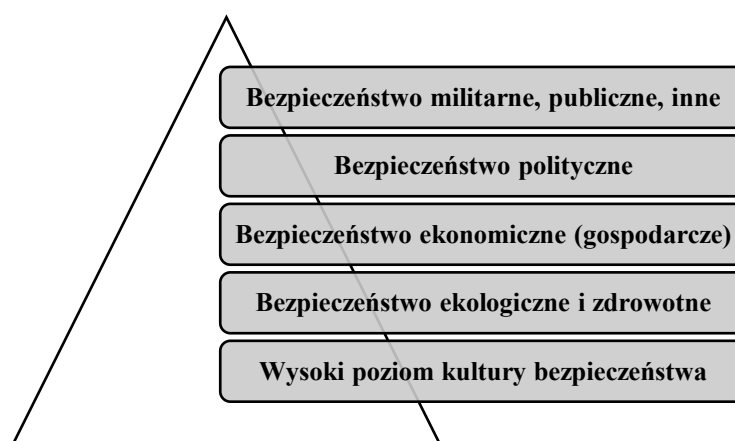 Bezpieczeństwo militarne, publiczne, inne
Bezpieczeństwo polityczne
Bezpieczeństwo ekonomiczne (gospodarcze)
Bezpieczeństwo ekologiczne i zdrowotne
Wysoki poziom kultury bezpieczeństwa